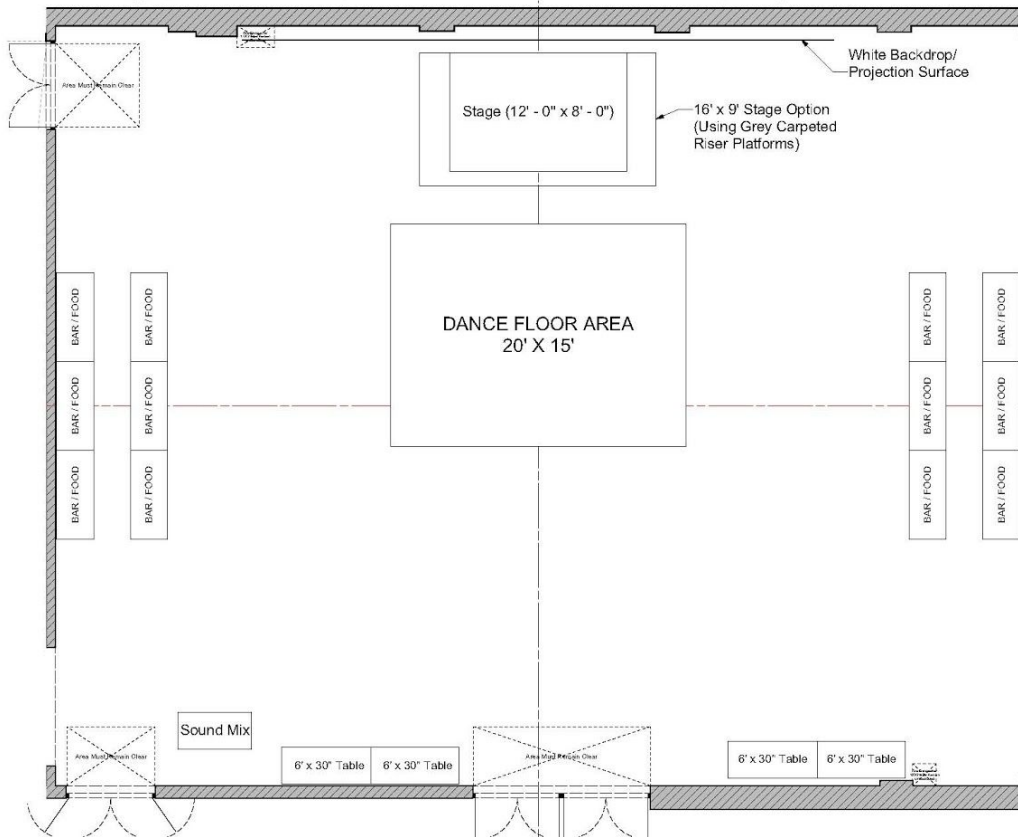 White Backdrop/
Projection Surface
Area Must Remain Clear
Stage (12' - 0" x 8' - 0")
16' x 9' Stage Option
(Using Grey Carpeted
Riser Platforms)
DANCE FLOOR AREA
20' X 15'
BAR / FOOD
BAR / FOOD
BAR / FOOD
BAR / FOOD
BAR / FOOD
BAR / FOOD
BAR / FOOD
BAR / FOOD
BAR / FOOD
BAR / FOOD
BAR / FOOD
BAR / FOOD
Sound Mix
Area Must Remain Clear
Area Must Remain Clear
6' x 30" Table
6' x 30" Table
6' x 30" Table
6' x 30" Table